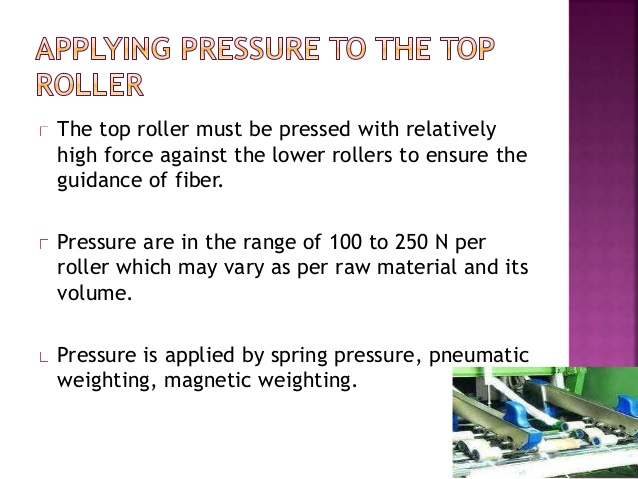 APPLYING PRESSURE TO THE TOP
ROLLER
The top roller must be pressed with relatively
high force against the lower rollers to ensure the
guidance of fiber.
Pressure are in the range of 100 to 250 N per
roller which may vary as per raw material and its
volume.
Pressure is applied by spring pressure, pneumatic
weighting, magnetic weighting.